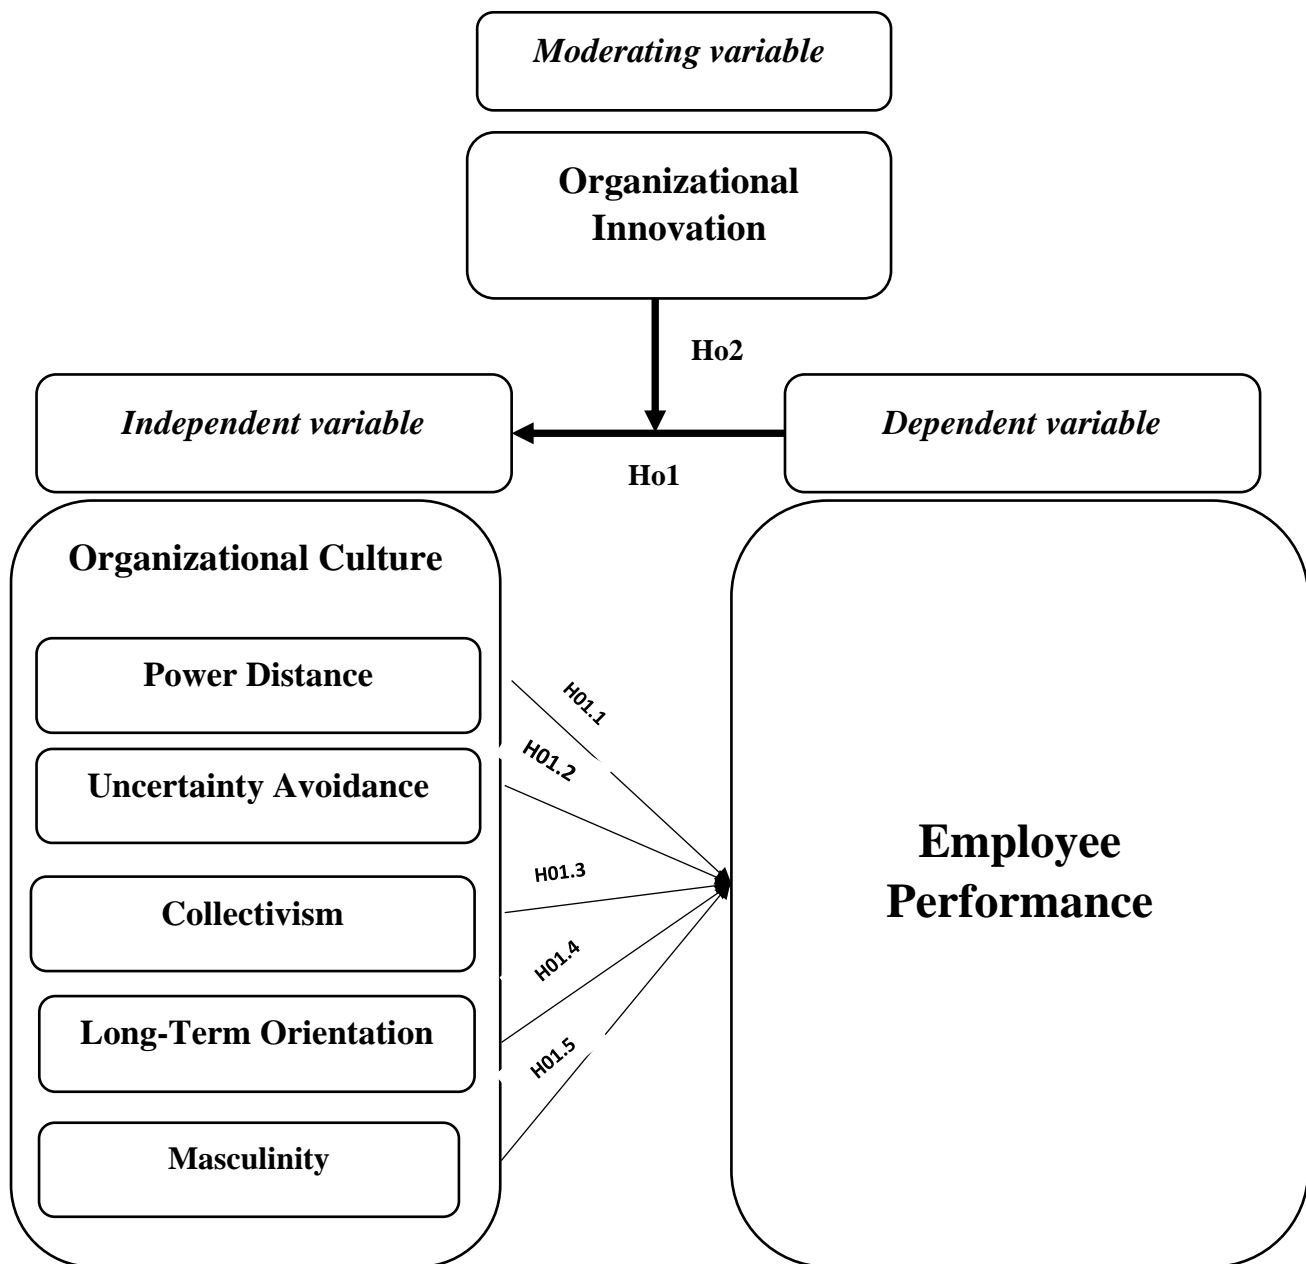 Moderating variable
Organizational
Innovation
Ho2
Independent variable
Dependent variable
Ho1
Organizational Culture
Power Distance
Uncertainty Avoidance
Collectivism
Long-Term Orientation
Masculinity
H01.1
H01.2
H01.3
H01.4
H01.5
Employee
Performance